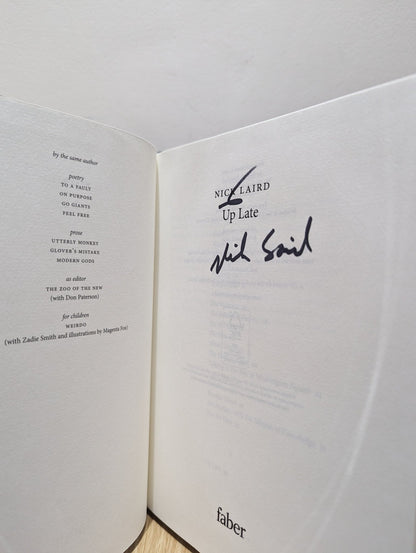 by the same author
poetry
TO A FAULT
ON PURPOSE
GO GIANTS
FEEL FREE
prose
UTTERLY MONKEY
GLOVER'S MISTAKE
MODERN GODS
as editor
THE ZOO OF THE NEW
(with Don Paterson)
for children
WEIRDO
(with Zadie Smith and illustrations by Magenta Fox)
NICK LAIRD
Up Late
Nick Laird
faber